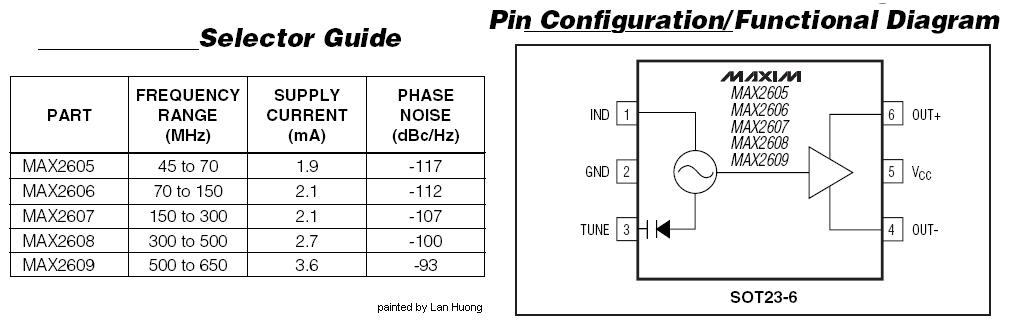 Selector Guide
PART FREQUENCY RANGE (MHz) SUPPLY CURRENT (mA) PHASE NOISE (dBc/Hz)
MAX2605 45 to 70 1.9 -117
MAX2606 70 to 150 2.1 -112
MAX2607 150 to 300 2.1 -107
MAX2608 300 to 500 2.7 -100
MAX2609 500 to 650 3.6 -93
painted by Lan Huong
Pin Configuration/Functional Diagram
MAXIM
MAX2605
MAX2606
MAX2607
MAX2608
MAX2609
IND 1
GND 2
TUNE 3
6 OUT+
5 VCC
4 OUT-
SOT23-6